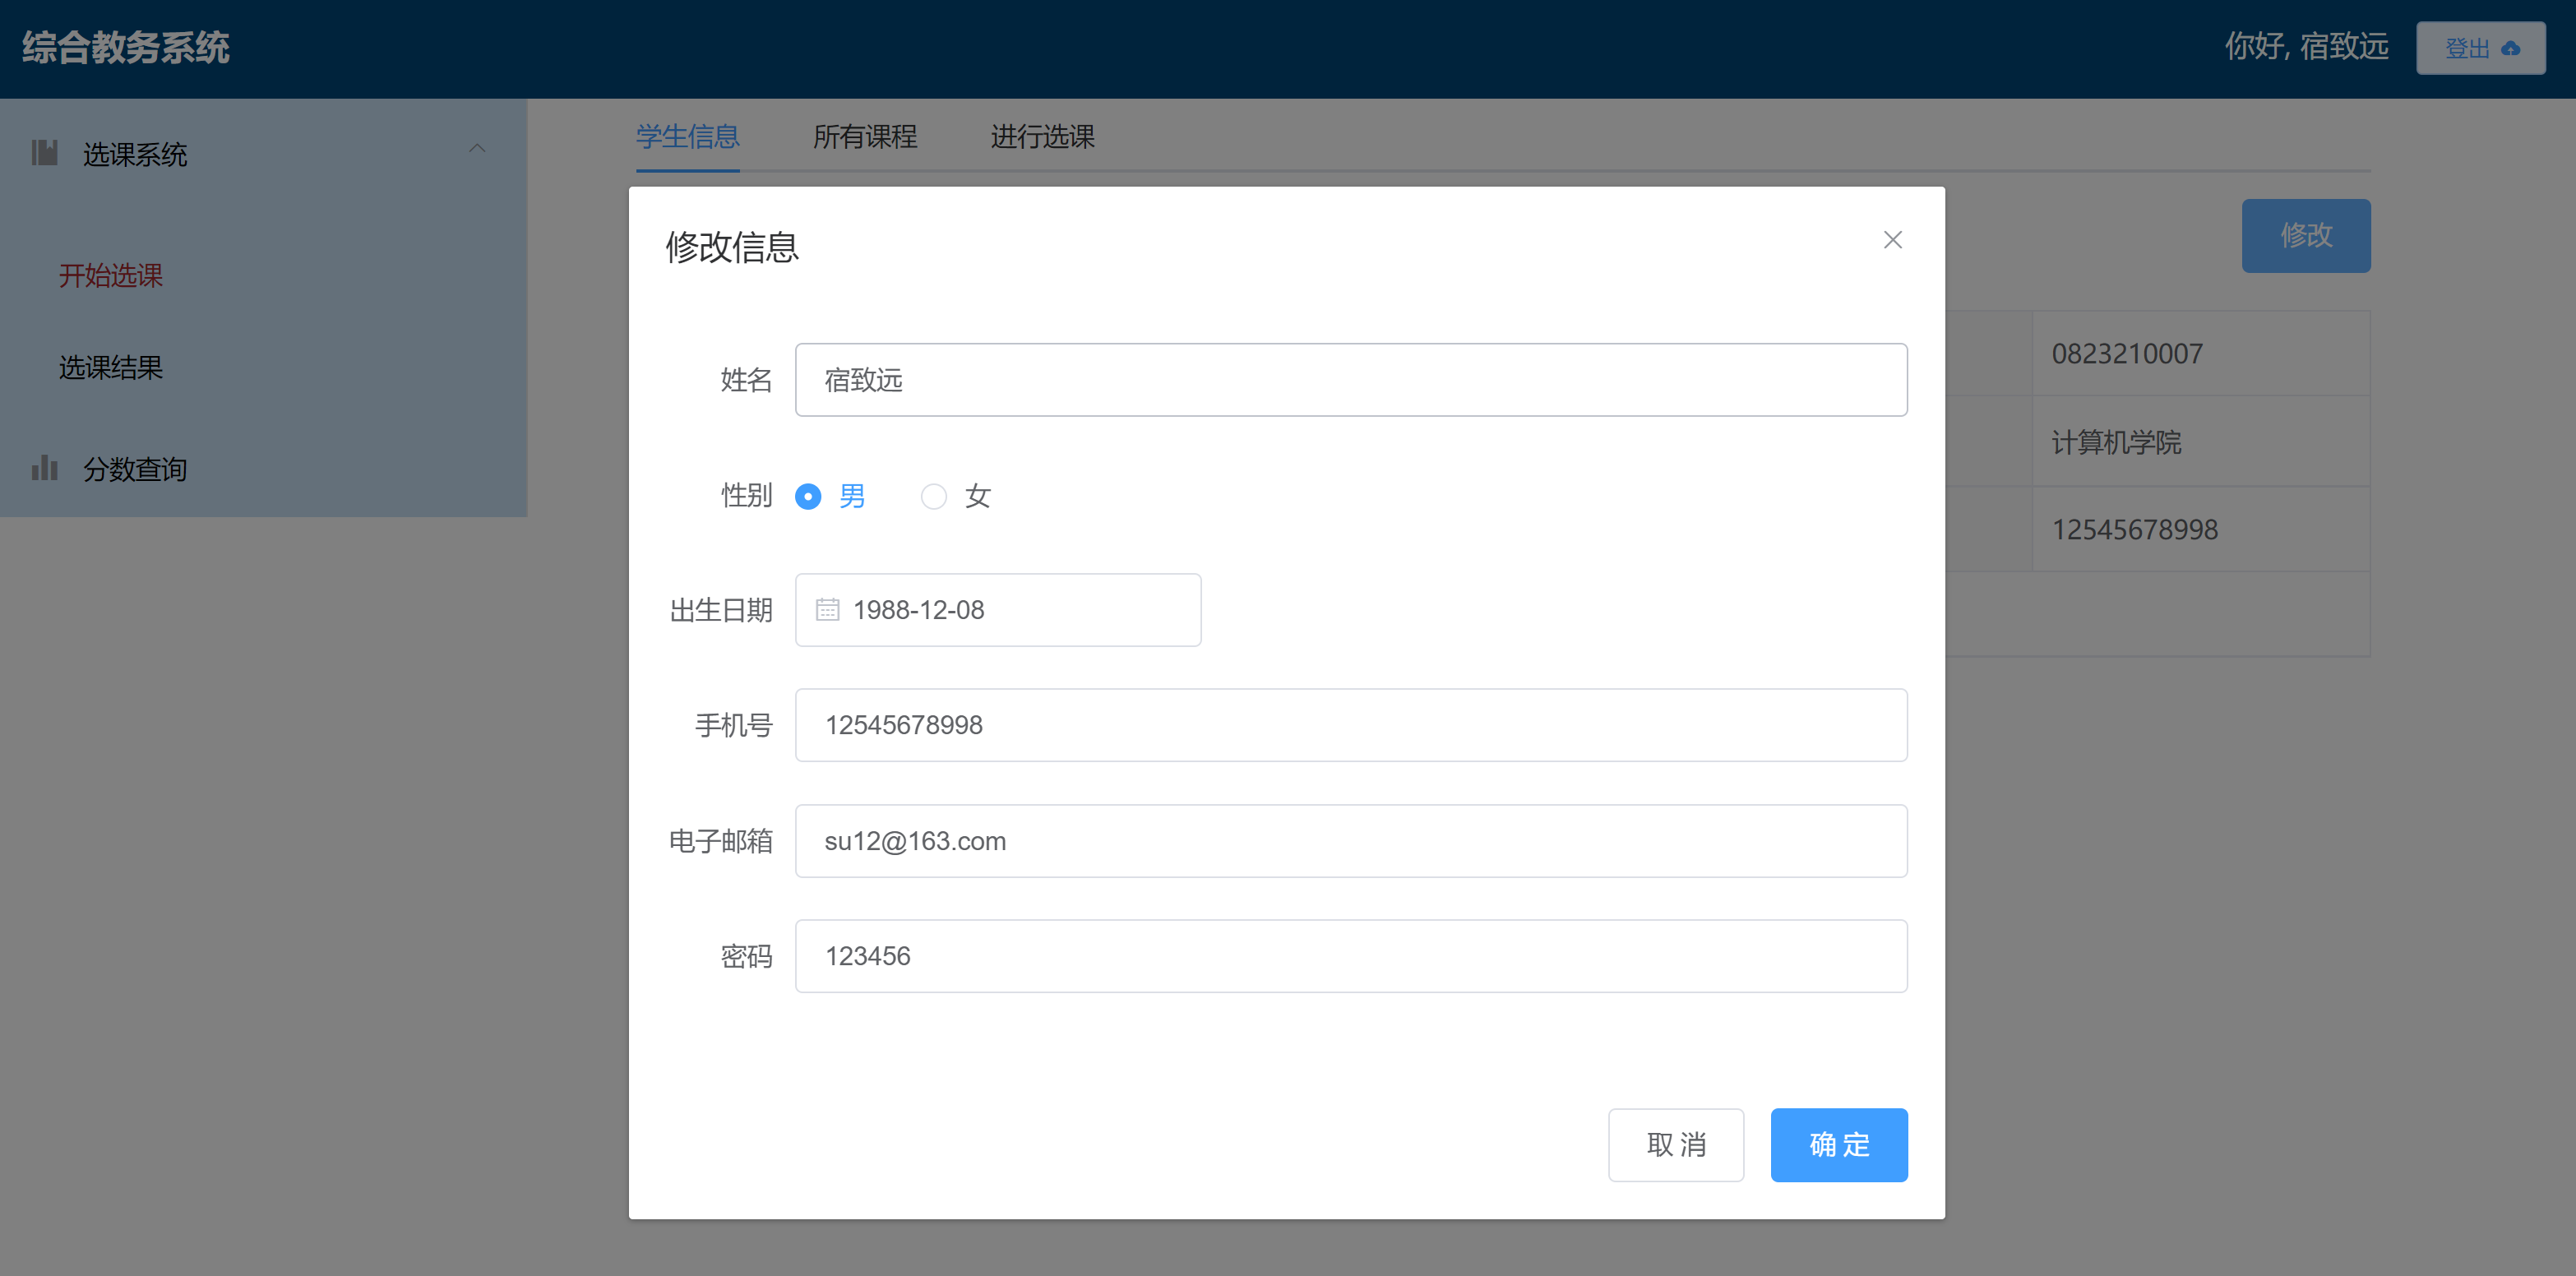 综合教务系统
你好, 宿致远
登出
选课系统
开始选课
选课结果
分数查询
学生信息 所有课程 进行选课
修改
0823210007
计算机学院
12545678998
修改信息
姓名 宿致远
性别 男 女
出生日期 1988-12-08
手机号 12545678998
电子邮箱 su12@163.com
密码 123456
取 消 确 定